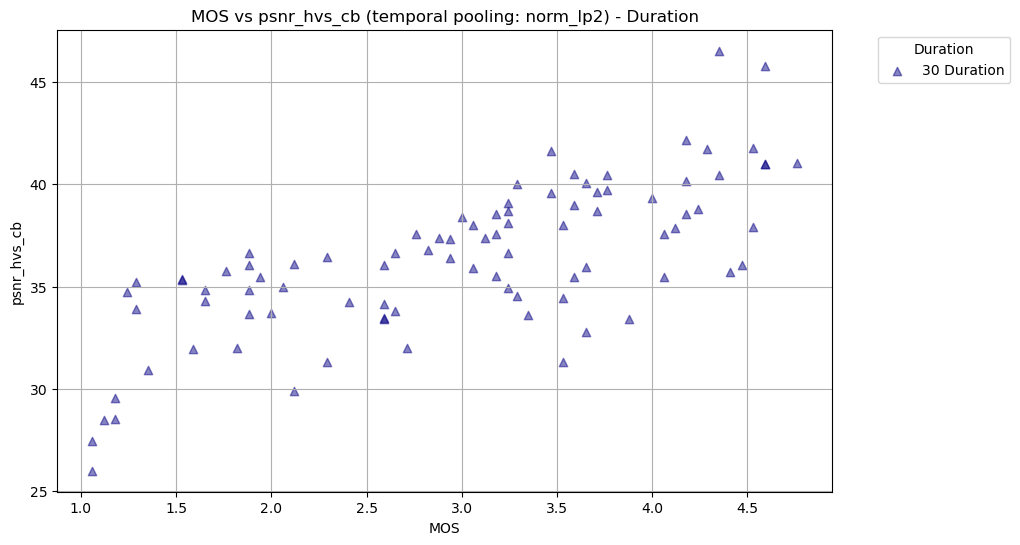 MOS vs psnr_hvs_cb (temporal pooling: norm_lp2) - Duration
Duration
30 Duration
psnr_hvs_cb
45
40
35
30
25
1.0 1.5 2.0 2.5 3.0 3.5 4.0 4.5
MOS